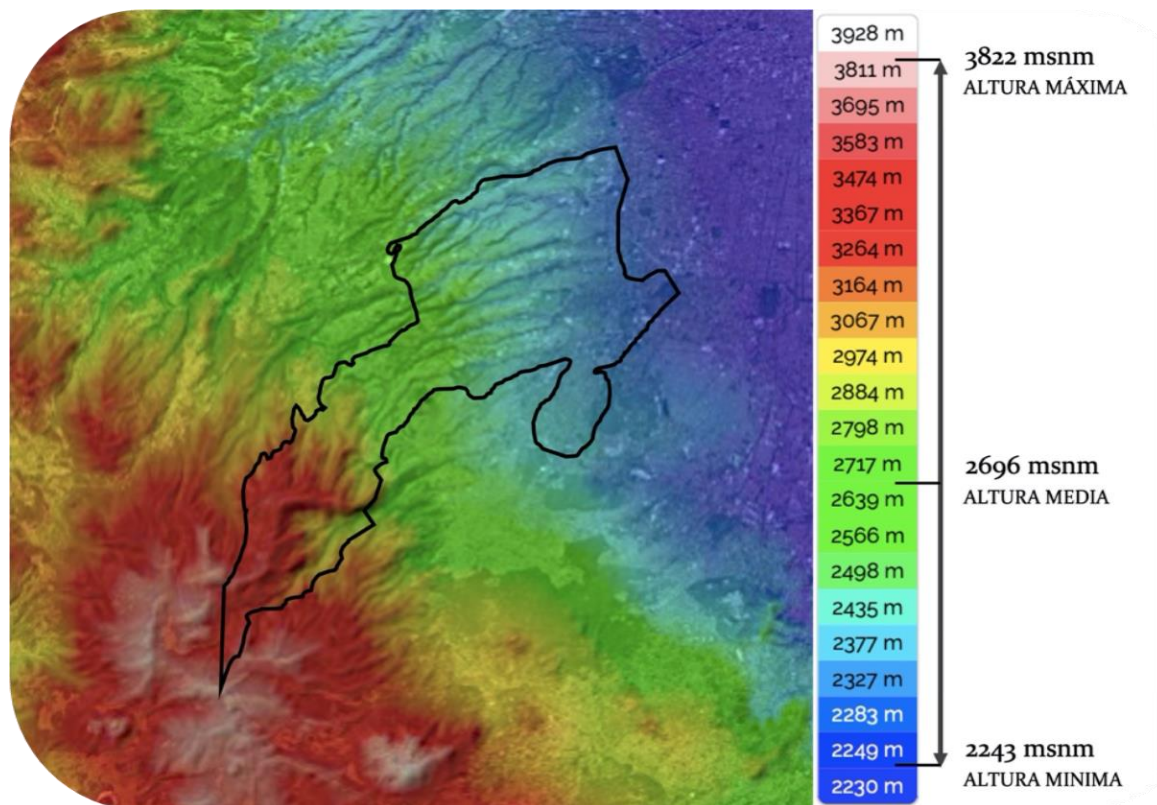 3928 m
3811 m
3695 m
3583 m
3474 m
3367 m
3264 m
3164 m
3067 m
2974 m
2884 m
2798 m
2717 m
2639 m
2566 m
2498 m
2435 m
2377 m
2327 m
2283 m
2249 m
2230 m
3822 msnm
ALTURA MÁXIMA
2696 msnm
ALTURA MEDIA
2243 msnm
ALTURA MINIMA